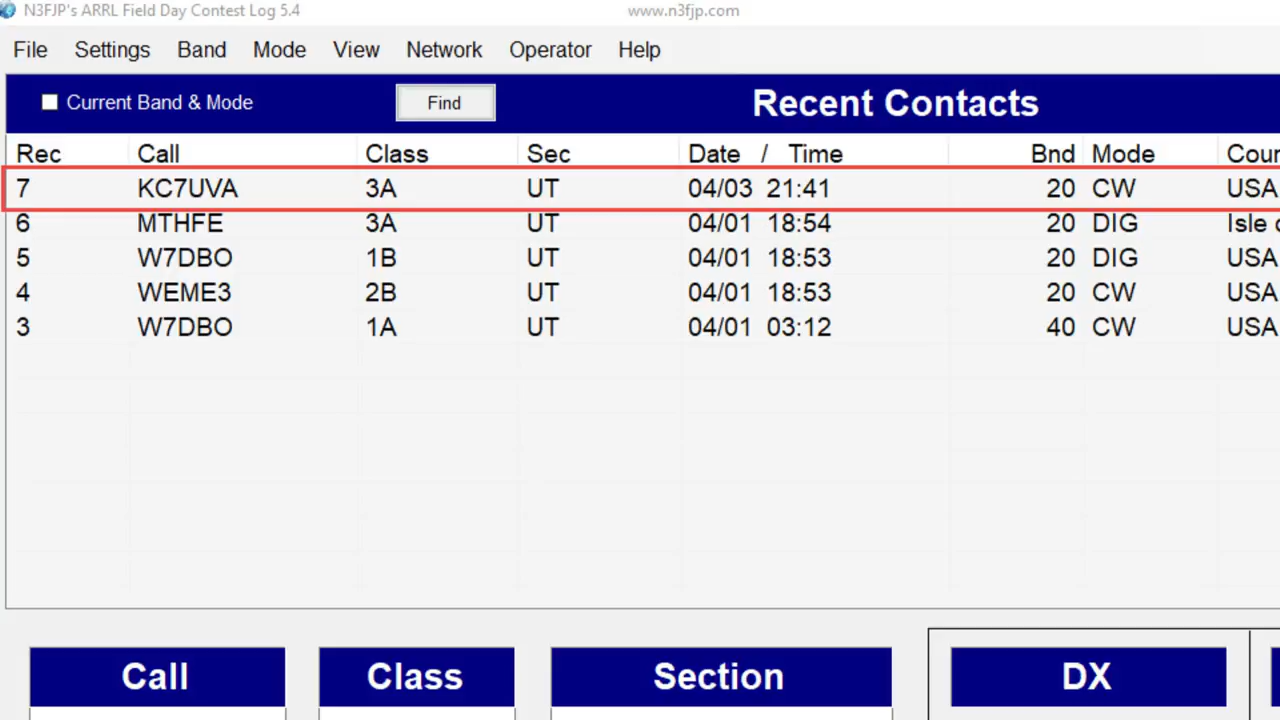 N3FJP's ARRL Field Day Contest Log 5.4 www.n3fjp.com
File Settings Band Mode View Network Operator Help
Current Band & Mode Find Recent Contacts
Rec Call Class Sec Date / Time Bnd Mode Coun
7 KC7UVA 3A UT 04/03 21:41 20 CW USA
6 MTHFE 3A UT 04/01 18:54 20 DIG Isle
5 W7DBO 1B UT 04/01 18:53 20 DIG USA
4 WEME3 2B UT 04/01 18:53 20 CW USA
3 W7DBO 1A UT 04/01 03:12 40 CW USA
Call Class Section DX